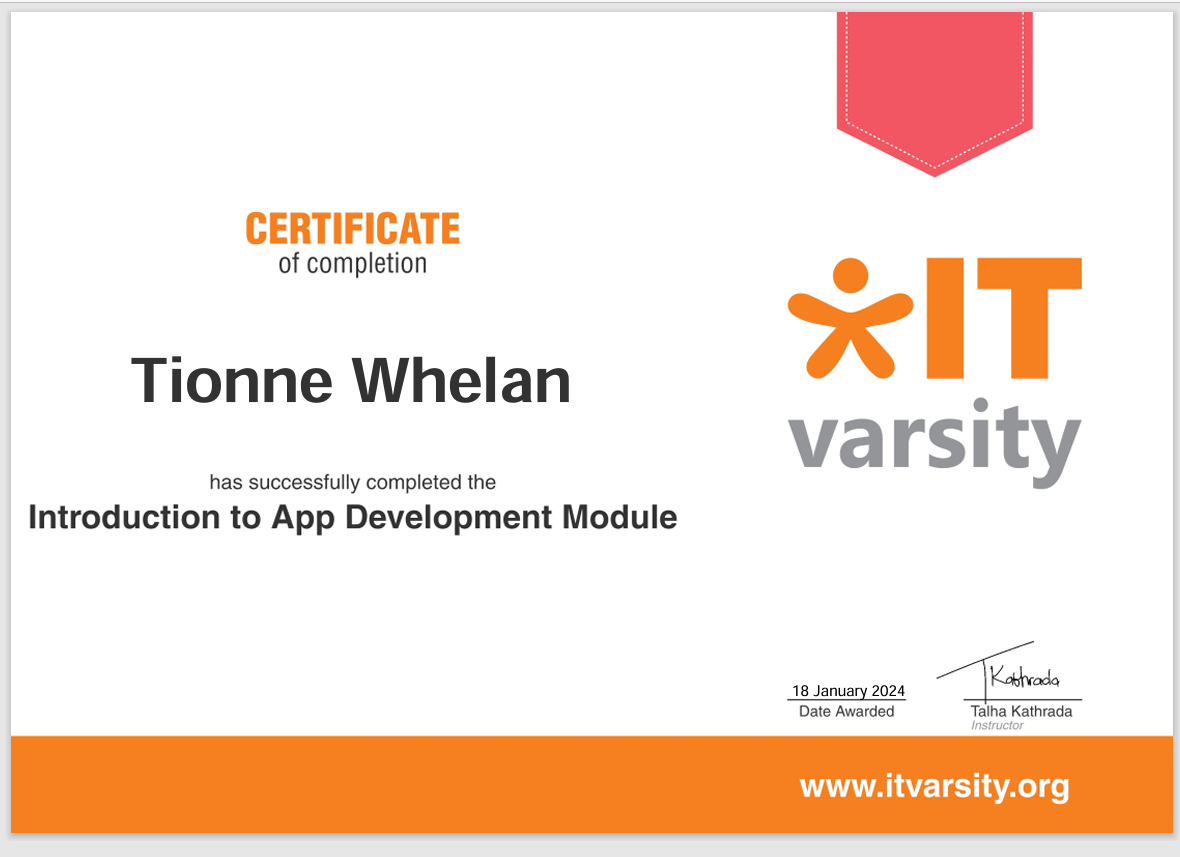 CERTIFICATE
of completion
Tionne Whelan
has successfully completed the
Introduction to App Development Module
IT
varsity
18 January 2024
Date Awarded
TKathrada
Talha Kathrada
Instructor
www.itvarsity.org